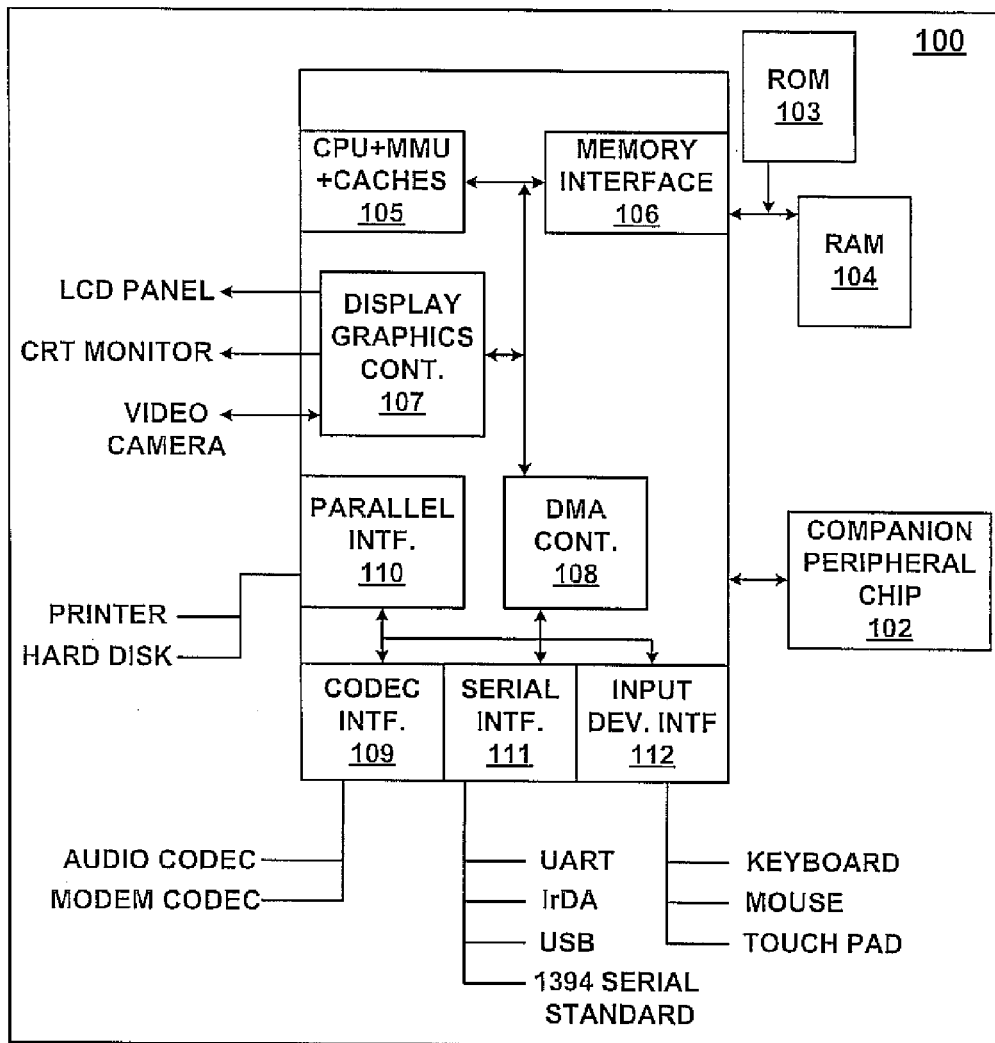 100
ROM
103
CPU+MMU
+CACHES
105
MEMORY
INTERFACE
106
RAM
104
LCD PANEL
CRT MONITOR
VIDEO
CAMERA
DISPLAY
GRAPHICS
CONT.
107
PARALLEL
INTF.
110
DMA
CONT.
108
COMPANION
PERIPHERAL
CHIP
102
PRINTER
HARD DISK
CODEC
INTF.
109
SERIAL
INTF.
111
INPUT
DEV. INTF
112
AUDIO CODEC
MODEM CODEC
UART
IrDA
USB
1394 SERIAL
STANDARD
KEYBOARD
MOUSE
TOUCH PAD